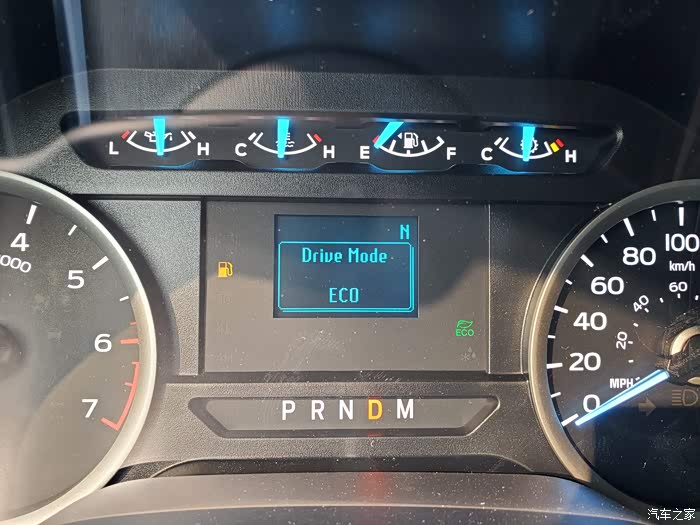 L H C H E F C H
4
000
5
6
7
N
Drive Mode
ECO
ECO
P R N D M
100
80
60
40
20
0
km/h
60
40
20
MPH
汽车之家